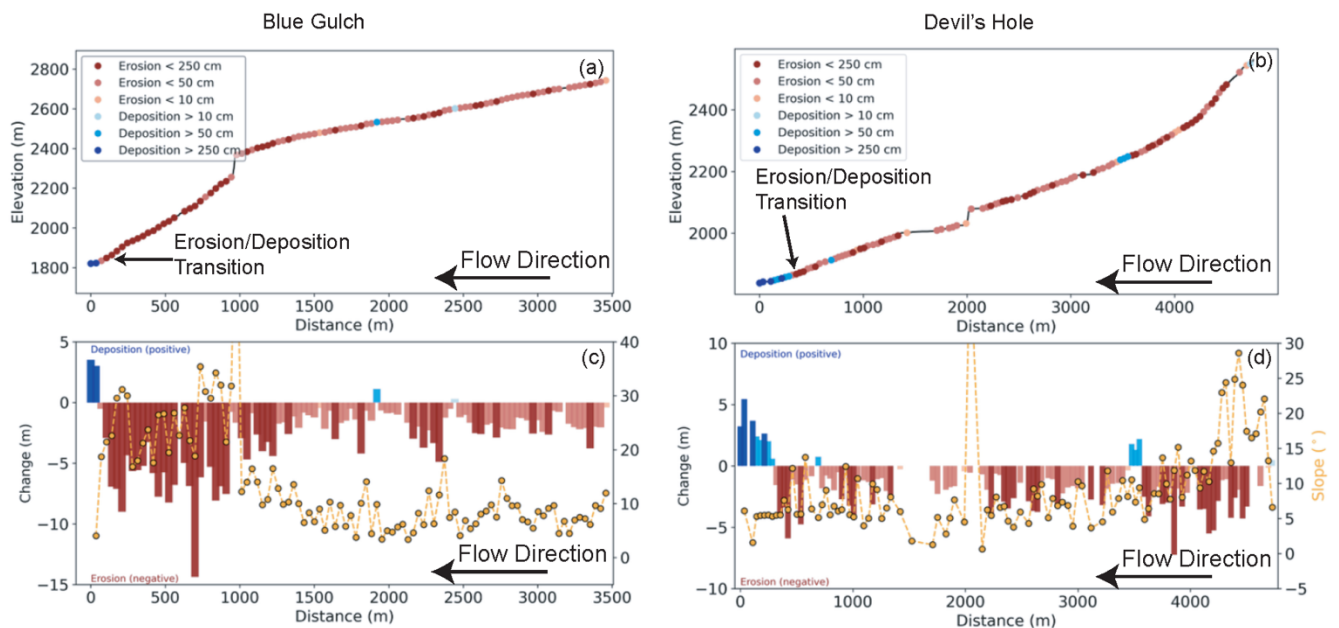 Blue Gulch
Devil's Hole
(a)
Erosion < 250 cm
Erosion < 50 cm
Erosion < 10 cm
Deposition > 10 cm
Deposition > 50 cm
Deposition > 250 cm
Elevation (m)
2800
2600
2400
2200
2000
1800
Erosion/Deposition
Transition
Flow Direction
0 500 1000 1500 2000 2500 3000 3500
Distance (m)
(b)
Erosion < 250 cm
Erosion < 50 cm
Erosion < 10 cm
Deposition > 10 cm
Deposition > 50 cm
Deposition > 250 cm
Elevation (m)
2400
2200
2000
Erosion/Deposition
Transition
Flow Direction
0 1000 2000 3000 4000
Distance (m)
(c)
Deposition (positive)
Change (m)
5
0
−5
−10
−15
40
30
20
10
0
Erosion (negative)
Flow Direction
0 500 1000 1500 2000 2500 3000 3500
Distance (m)
(d)
Deposition (positive)
Change (m)
10
5
0
−5
−10
30
25
20
15
10
5
0
−5
Slope (°)
Erosion (negative)
Flow Direction
0 1000 2000 3000 4000
Distance (m)